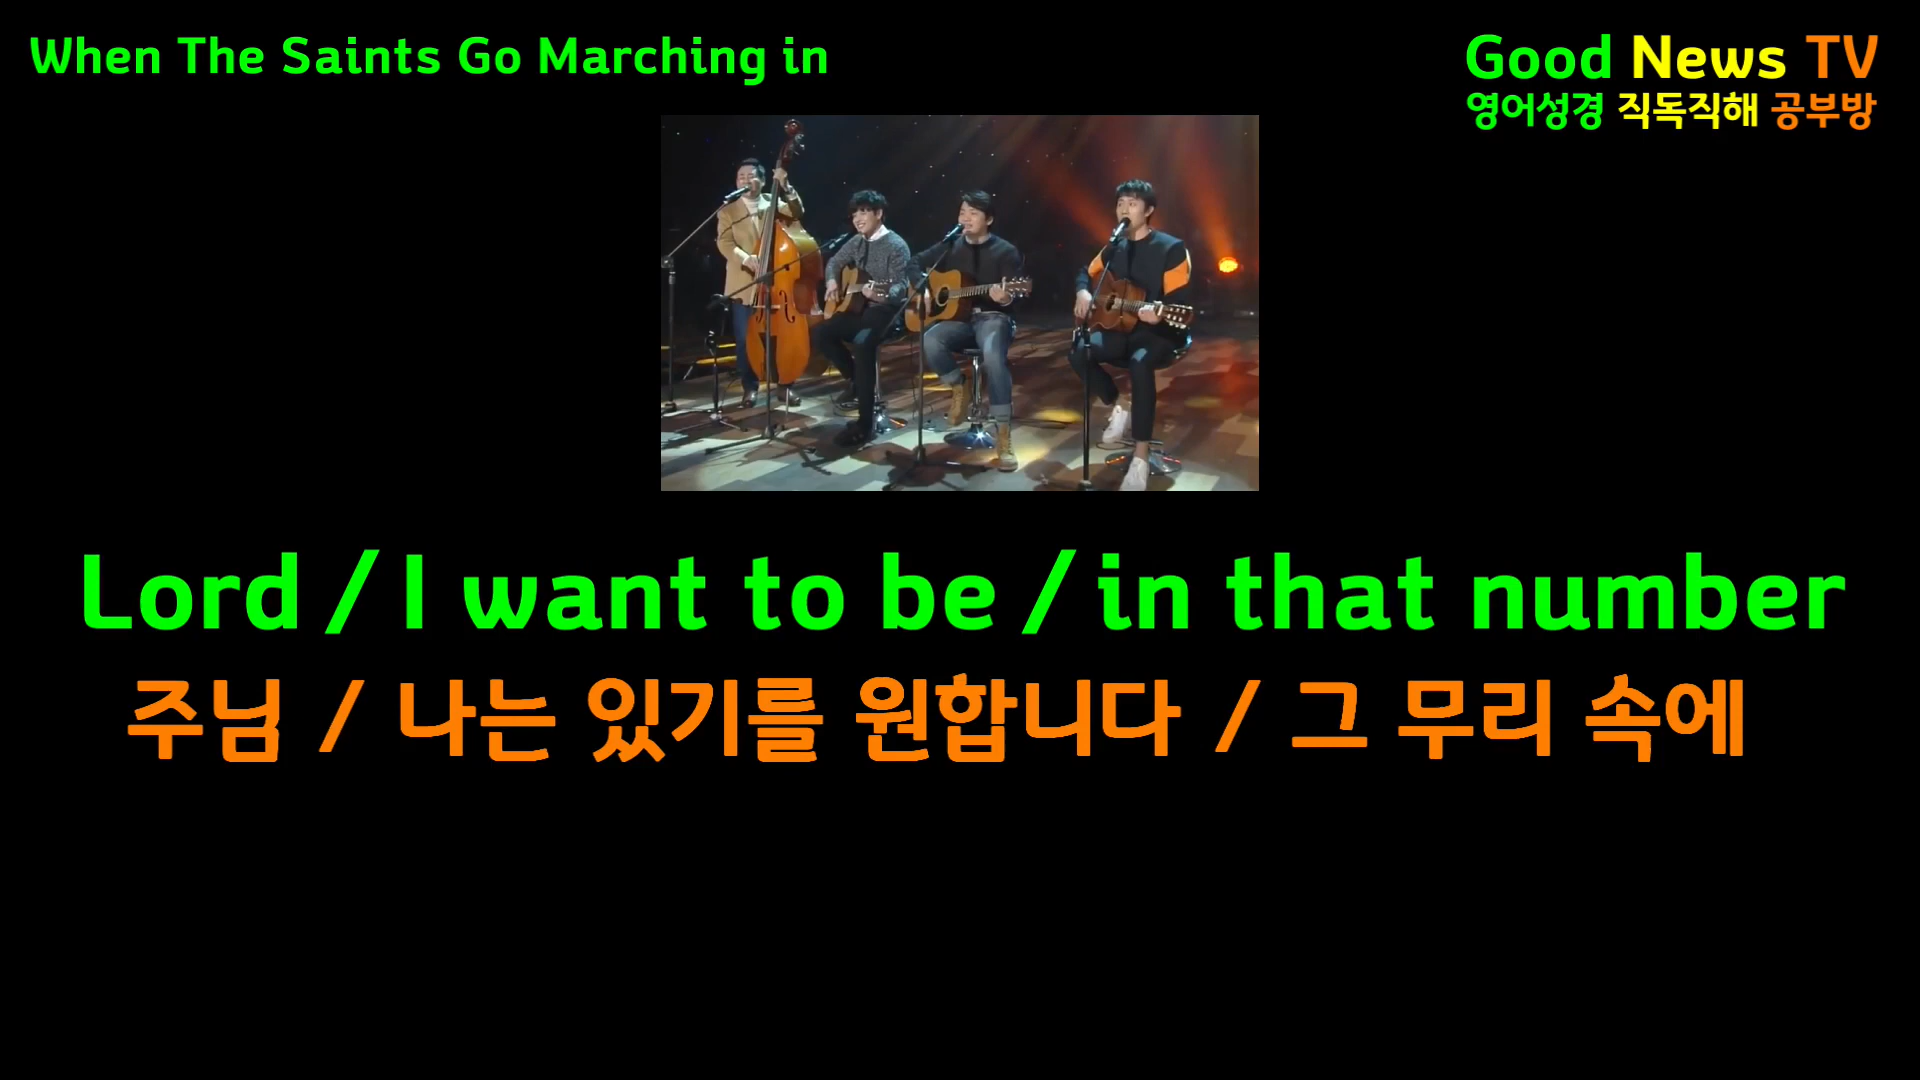 When The Saints Go Marching in
Good News TV
영어성경 직독직해 공부방
Lord / I want to be / in that number
주님 / 나는 있기를 원합니다 / 그 무리 속에